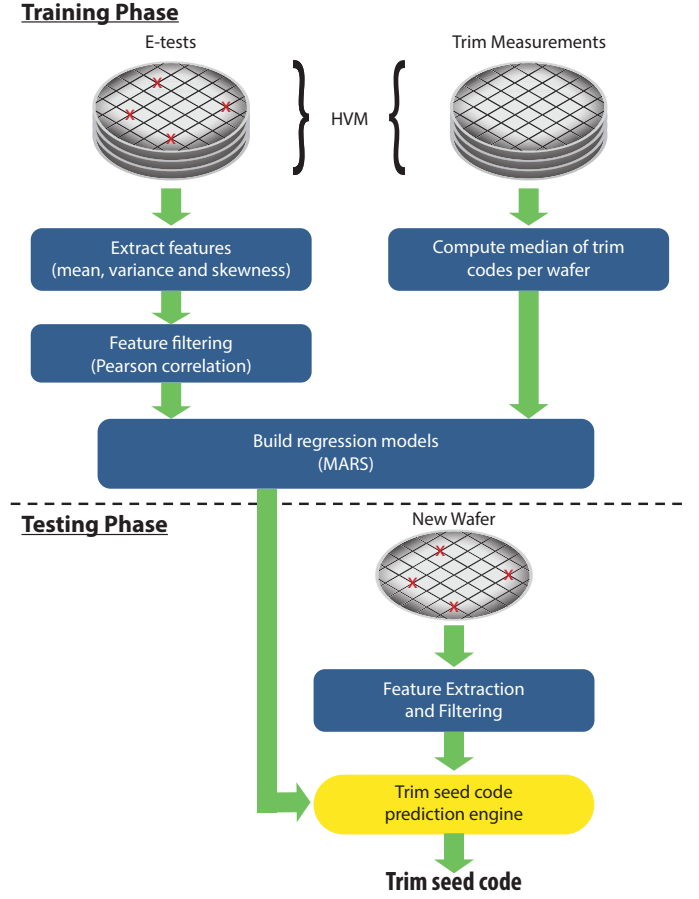 Training Phase
E-tests
Trim Measurements
x
x
x
x
HVM
Extract features
(mean, variance and skewness)
Compute median of trim
codes per wafer
Feature filtering
(Pearson correlation)
Build regression models
(MARS)
Testing Phase
New Wafer
x
x
x
x
Feature Extraction
and Filtering
Trim seed code
prediction engine
Trim seed code